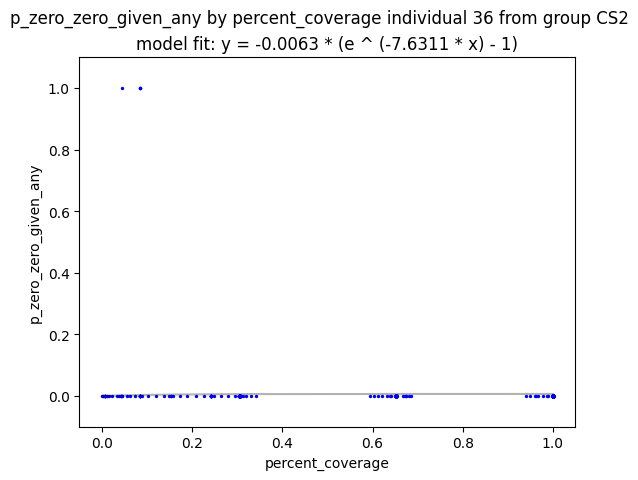 p_zero_zero_given_any by percent_coverage individual 36 from group CS2
model fit: y = -0.0063 * (e ^ (-7.6311 * x) - 1)
1.0
0.8
0.6
0.4
0.2
0.0
p_zero_zero_given_any
0.0 0.2 0.4 0.6 0.8 1.0
percent_coverage